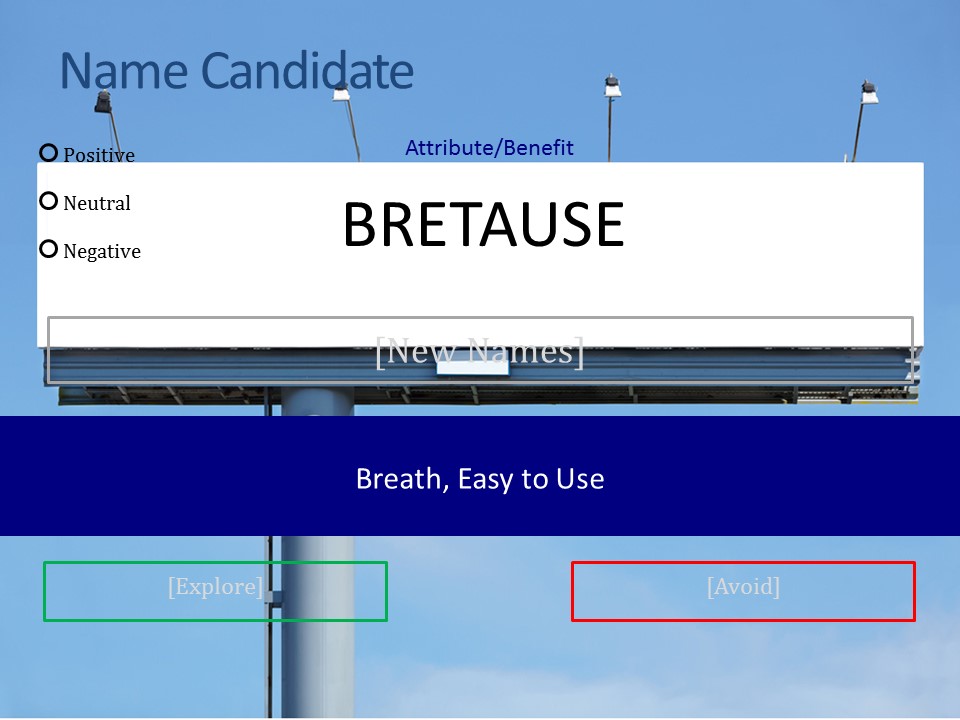 Name Candidate
Attribute/Benefit
Positive
Neutral
Negative
BRETAUSE
[New Names]
Breath, Easy to Use
[Explore]
[Avoid]